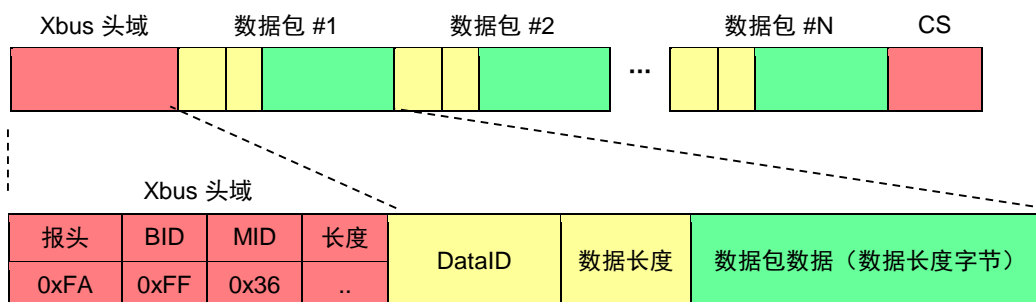 Xbus 头域 数据包 #1 数据包 #2 数据包 #N CS
...
Xbus 头域
报头 BID MID 长度 DataID 数据长度 数据包数据（数据长度字节）
0xFA 0xFF 0x36 ..